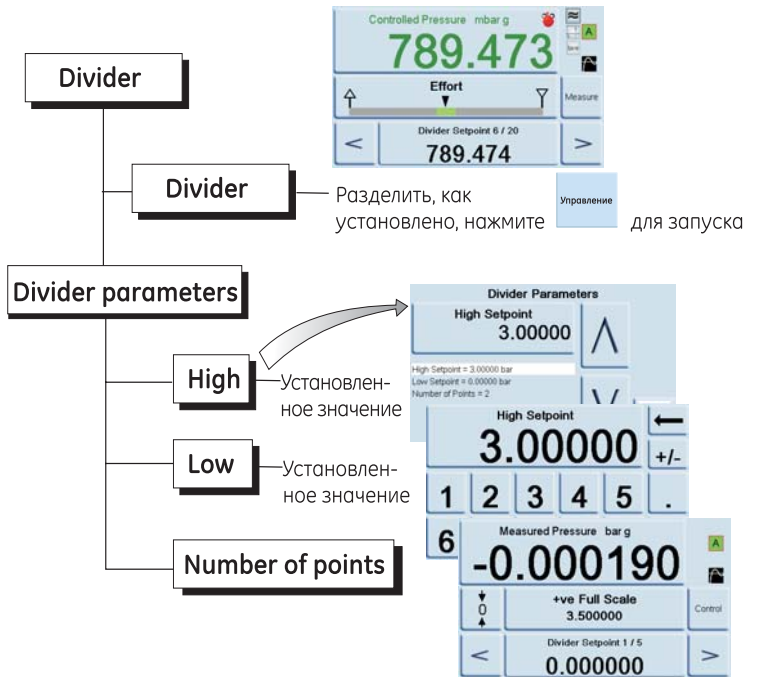 Divider
Controlled Pressure mbar g
789.473
A
Effort
Measure
<
Divider Setpoint 6 / 20
789.474
>
Divider
Разделить, как
установлено, нажмите
Управление
для запуска
Divider parameters
High
Установлен-
ное значение
Low
Установлен-
ное значение
Number of points
Divider Parameters
High Setpoint
3.00000
High Setpoint = 3.00000 bar
Low Setpoint = 0.00000 bar
Number of Points = 2
High Setpoint
3.00000
+/-
1 2 3 4 5 .
6
Measured Pressure bar g
-0.000190
A
0
+ve Full Scale
3.500000
Control
<
Divider Setpoint 1 / 5
0.000000
>